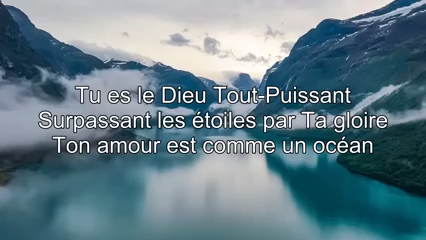 Tu es le Dieu Tout-Puissant
Surpassant les étoiles par Ta gloire
Ton amour est comme un océan